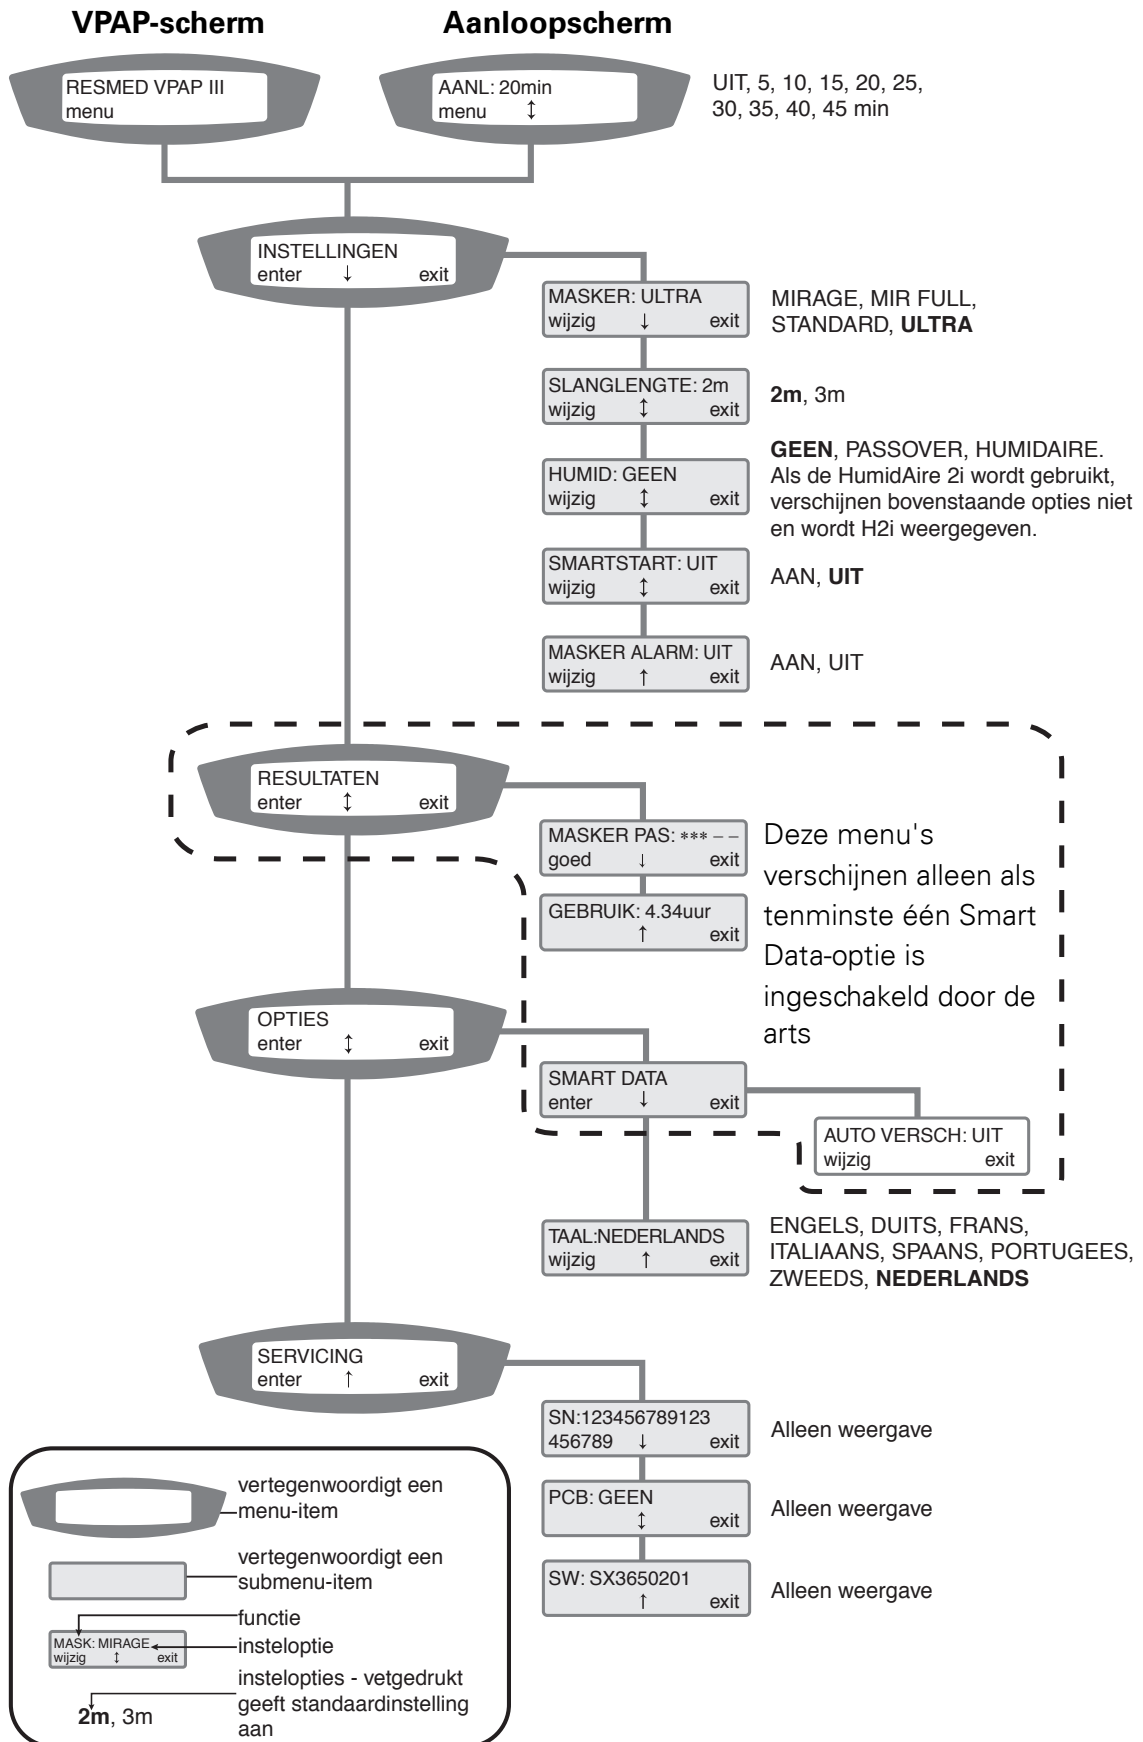 VPAP-scherm
Aanloopscherm
RESMED VPAP III
menu
AANL: 20min
menu ↕
UIT, 5, 10, 15, 20, 25,
30, 35, 40, 45 min
INSTELLINGEN
enter ↓ exit
MASKER: ULTRA
wijzig ↓ exit
MIRAGE, MIR FULL,
STANDARD, ULTRA
SLANGLENGTE: 2m
wijzig ↕ exit
2m, 3m
HUMID: GEEN
wijzig ↕ exit
GEEN, PASSOVER, HUMIDAIRE.
Als de HumidAire 2i wordt gebruikt,
verschijnen bovenstaande opties niet
en wordt H2i weergegeven.
SMARTSTART: UIT
wijzig ↕ exit
AAN, UIT
MASKER ALARM: UIT
wijzig ↑ exit
AAN, UIT
RESULTATEN
enter ↕ exit
MASKER PAS: *** – –
goed ↓ exit
GEBRUIK: 4.34uur
↑ exit
Deze menu's
verschijnen alleen als
tenminste één Smart
Data-optie is
ingeschakeld door de
arts
OPTIES
enter ↕ exit
SMART DATA
enter ↓ exit
AUTO VERSCH: UIT
wijzig exit
TAAL:NEDERLANDS
wijzig ↑ exit
ENGELS, DUITS, FRANS,
ITALIAANS, SPAANS, PORTUGEES,
ZWEEDS, NEDERLANDS
SERVICING
enter ↑ exit
SN:123456789123
456789 ↓ exit
Alleen weergave
PCB: GEEN
↕ exit
Alleen weergave
SW: SX3650201
↑ exit
Alleen weergave
vertegenwoordigt een
menu-item
vertegenwoordigt een
submenu-item
functie
MASK: MIRAGE
wijzig ↕ exit
insteloptie
instelopties - vetgedrukt
geeft standaardinstelling
aan
2m, 3m